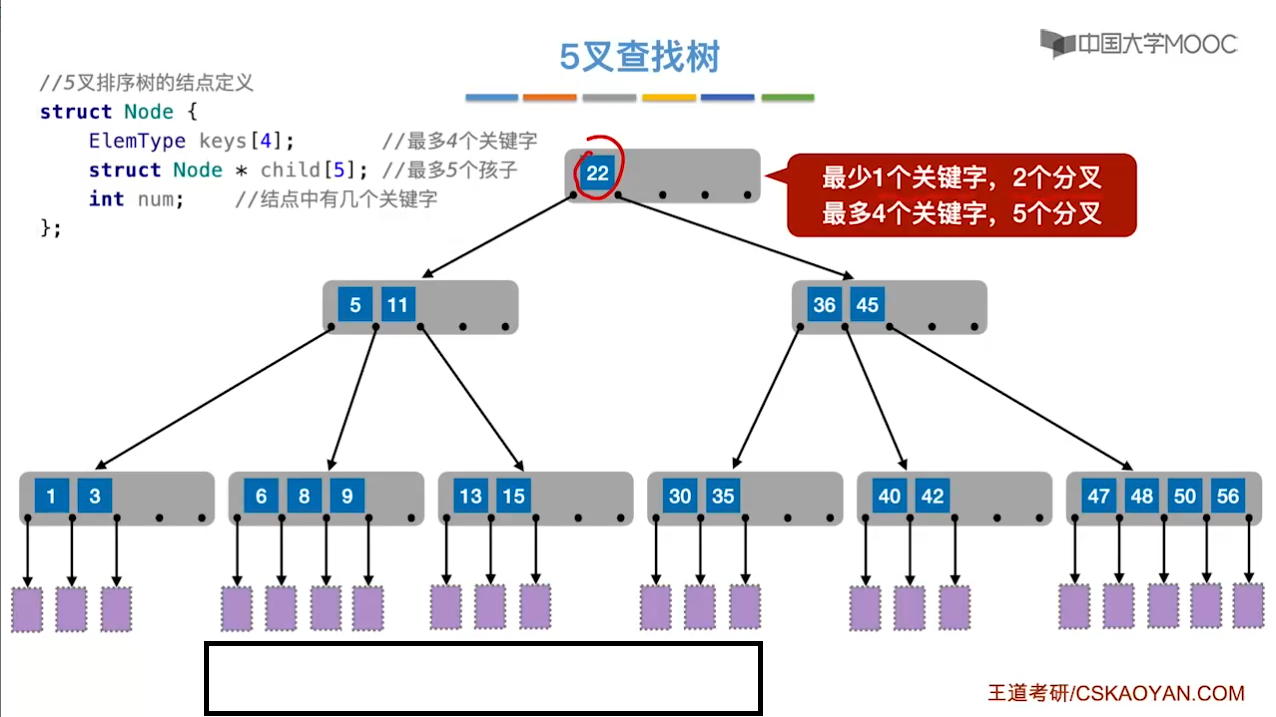 5叉查找树
中国大学MOOC
//5叉排序树的结点定义
struct Node {
ElemType keys[4]; //最多4个关键字
struct Node * child[5]; //最多5个孩子
int num; //结点中有几个关键字
};
22
最少1个关键字，2个分叉
最多4个关键字，5个分叉
5 11
36 45
1 3
6 8 9
13 15
30 35
40 42
47 48 50 56
王道考研/CSKAOYAN.COM